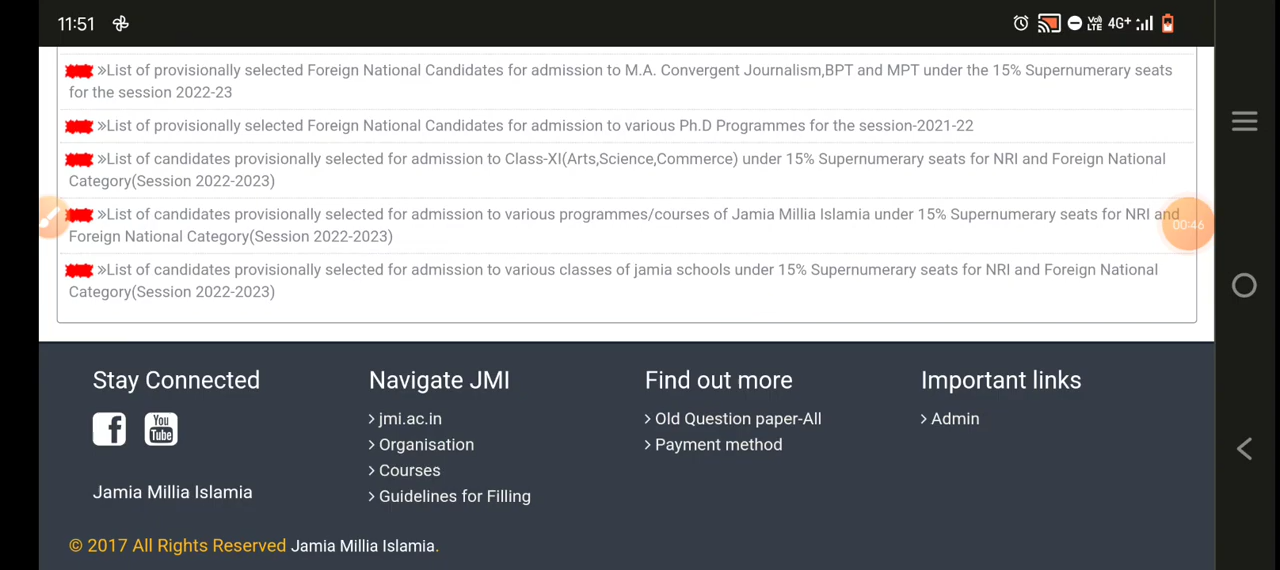 11:51
Vo)) LTE 4G+
»List of provisionally selected Foreign National Candidates for admission to M.A. Convergent Journalism,BPT and MPT under the 15% Supernumerary seats
for the session 2022-23
»List of provisionally selected Foreign National Candidates for admission to various Ph.D Programmes for the session-2021-22
»List of candidates provisionally selected for admission to Class-XI(Arts,Science,Commerce) under 15% Supernumerary seats for NRI and Foreign National
Category(Session 2022-2023)
»List of candidates provisionally selected for admission to various programmes/courses of Jamia Millia Islamia under 15% Supernumerary seats for NRI and
Foreign National Category(Session 2022-2023)
00:46
»List of candidates provisionally selected for admission to various classes of jamia schools under 15% Supernumerary seats for NRI and Foreign National
Category(Session 2022-2023)
Stay Connected
You Tube
Jamia Millia Islamia
Navigate JMI
> jmi.ac.in
> Organisation
> Courses
> Guidelines for Filling
Find out more
> Old Question paper-All
> Payment method
Important links
> Admin
© 2017 All Rights Reserved Jamia Millia Islamia.